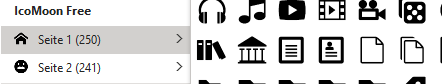 IcoMoon Free
Seite 1 (250)
Seite 2 (241)